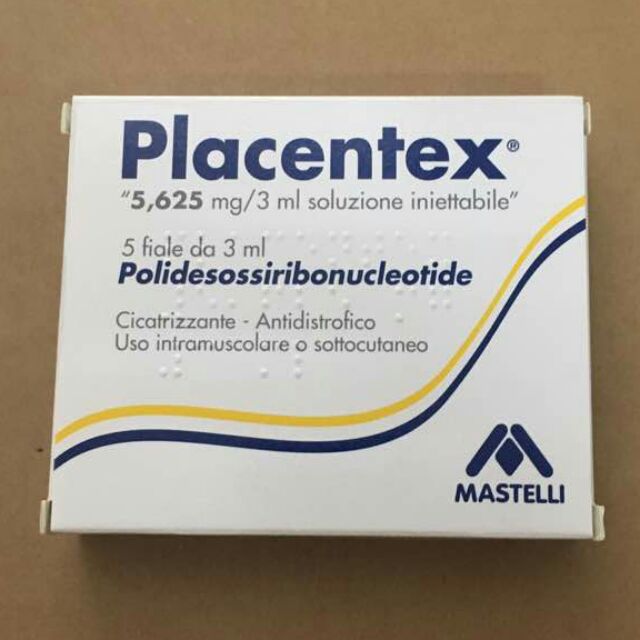 Placentex®
"5,625 mg/3 ml soluzione iniettabile"
5 fiale da 3 ml
Polidesossiribonucleotide
Cicatrizzante - Antidistrofico
Uso intramuscolare o sottocutaneo
MASTELLI